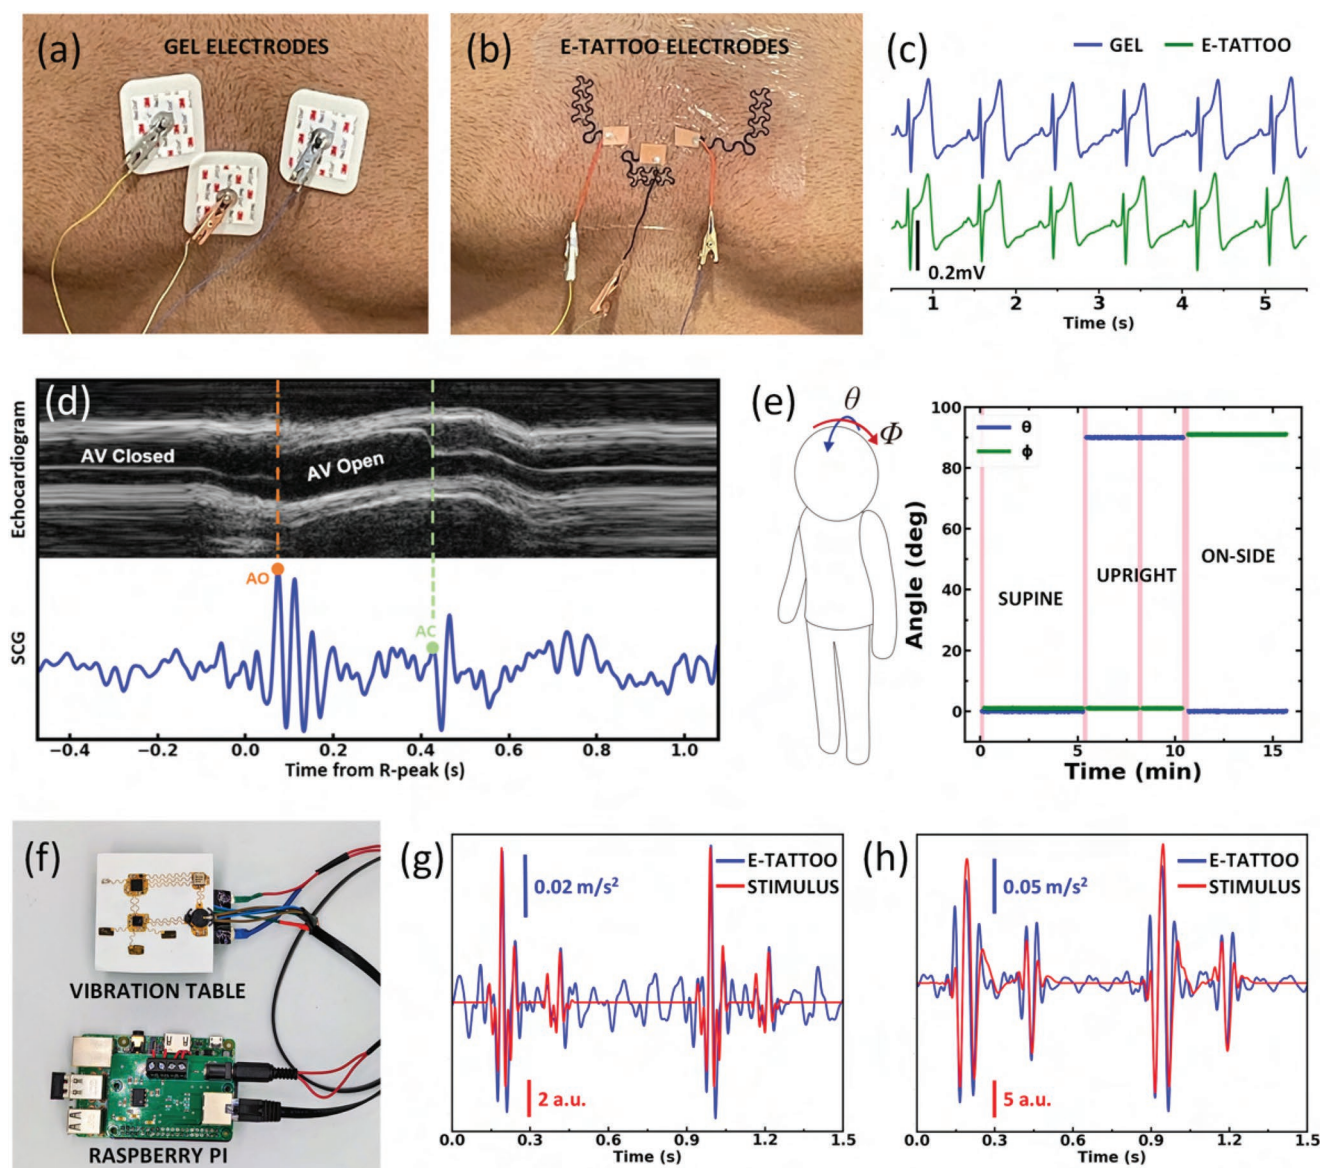 (a) GEL ELECTRODES
(b) E-TATTOO ELECTRODES
(c)
GEL E-TATTOO
0.2mV
1 2 3 4 5
Time (s)
(d)
Echocardiogram
AV Closed
AV Open
AO
AC
SCG
−0.4 −0.2 0.0 0.2 0.4 0.6 0.8 1.0
Time from R-peak (s)
(e)
θ
Φ
Angle (deg)
100
80
60
40
20
0
θ
ϕ
SUPINE
UPRIGHT
ON-SIDE
0 5 10 15
Time (min)
(f)
VIBRATION TABLE
RASPBERRY PI
(g)
E-TATTOO
STIMULUS
0.02 m/s²
2 a.u.
0.0 0.3 0.6 0.9 1.2 1.5
Time (s)
(h)
E-TATTOO
STIMULUS
0.05 m/s²
5 a.u.
0.0 0.3 0.6 0.9 1.2 1.5
Time (s)